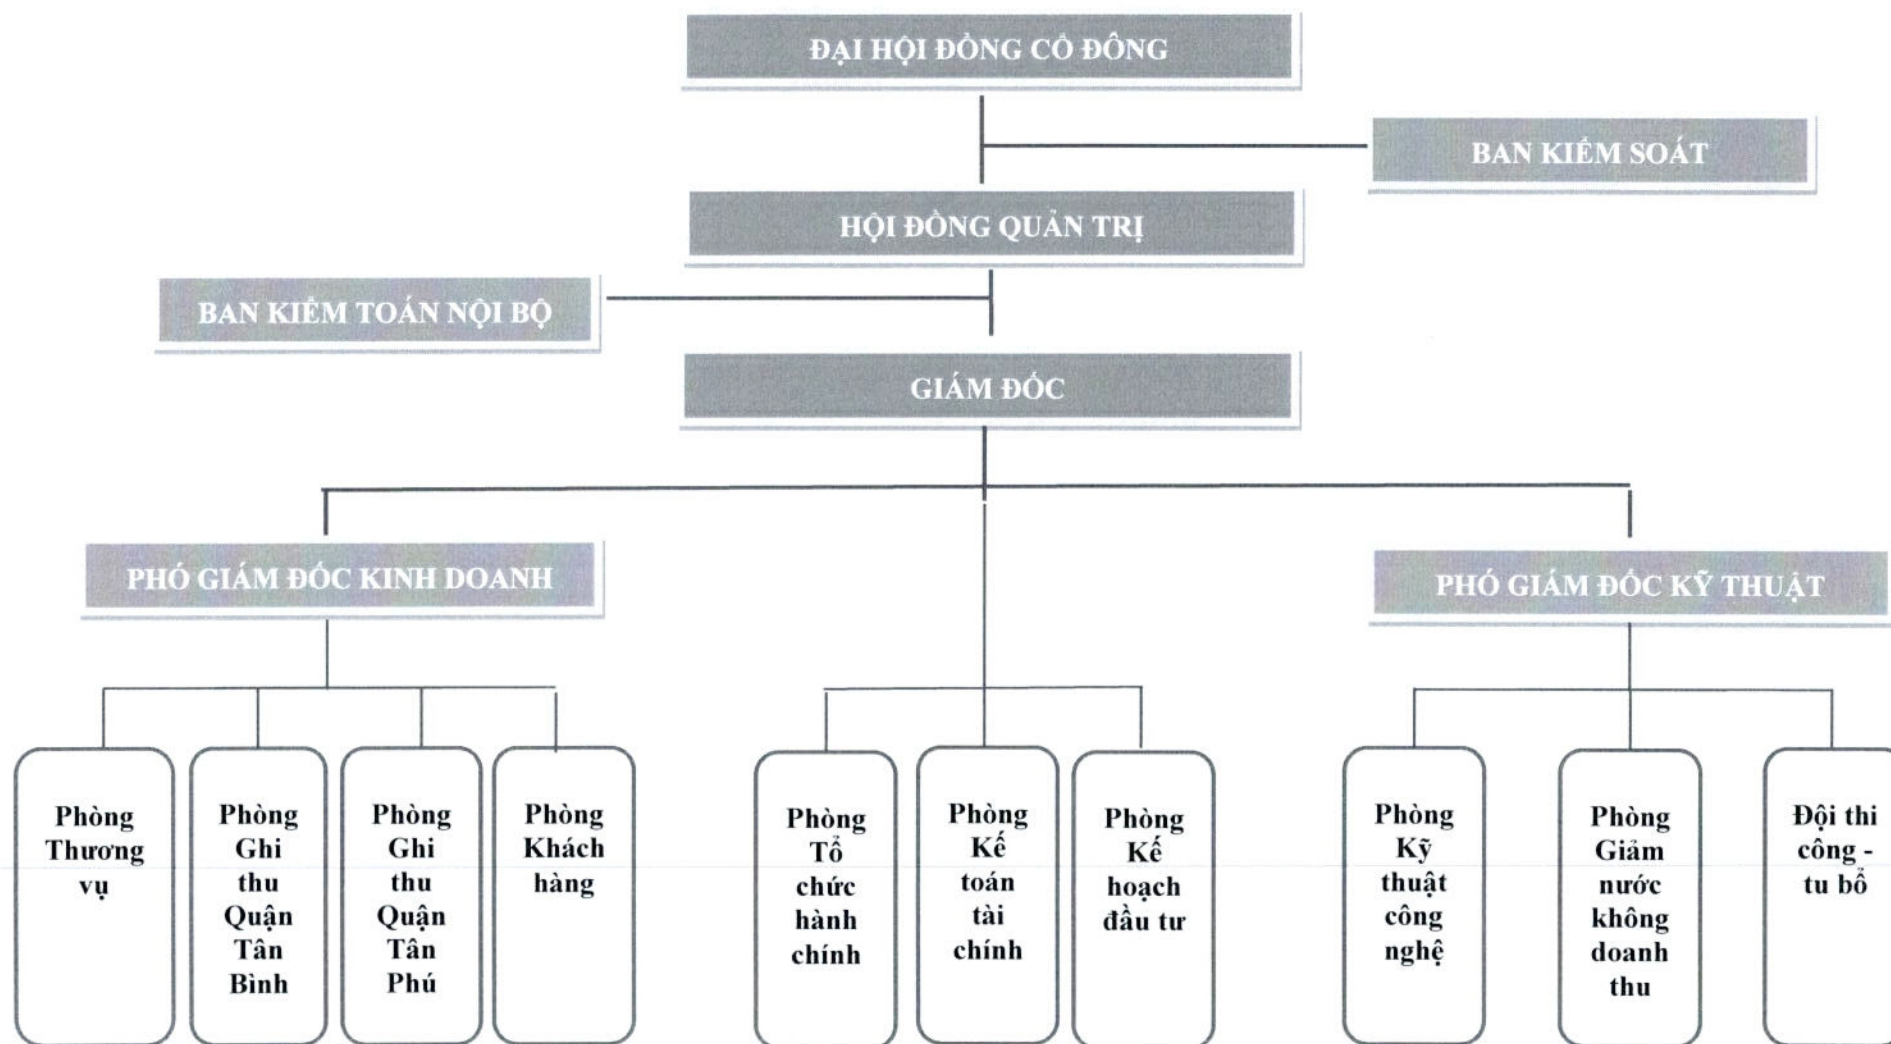 ĐẠI HỘI ĐỒNG CỔ ĐÔNG
BAN KIỂM SOÁT
HỘI ĐỒNG QUẢN TRỊ
BAN KIỂM TOÁN NỘI BỘ
GIÁM ĐỐC
PHÓ GIÁM ĐỐC KINH DOANH
PHÓ GIÁM ĐỐC KỸ THUẬT
Phòng
Thương
vụ
Phòng
Ghi
thu
Quận
Tân
Bình
Phòng
Ghi
thu
Quận
Tân
Phú
Phòng
Khách
hàng
Phòng
Tổ
chức
hành
chính
Phòng
Kế
toán
tài
chính
Phòng
Kế
hoạch
đầu tư
Phòng
Kỹ
thuật
công
nghệ
Phòng
Giảm
nước
không
doanh
thu
Đội thi
công -
tu bổ